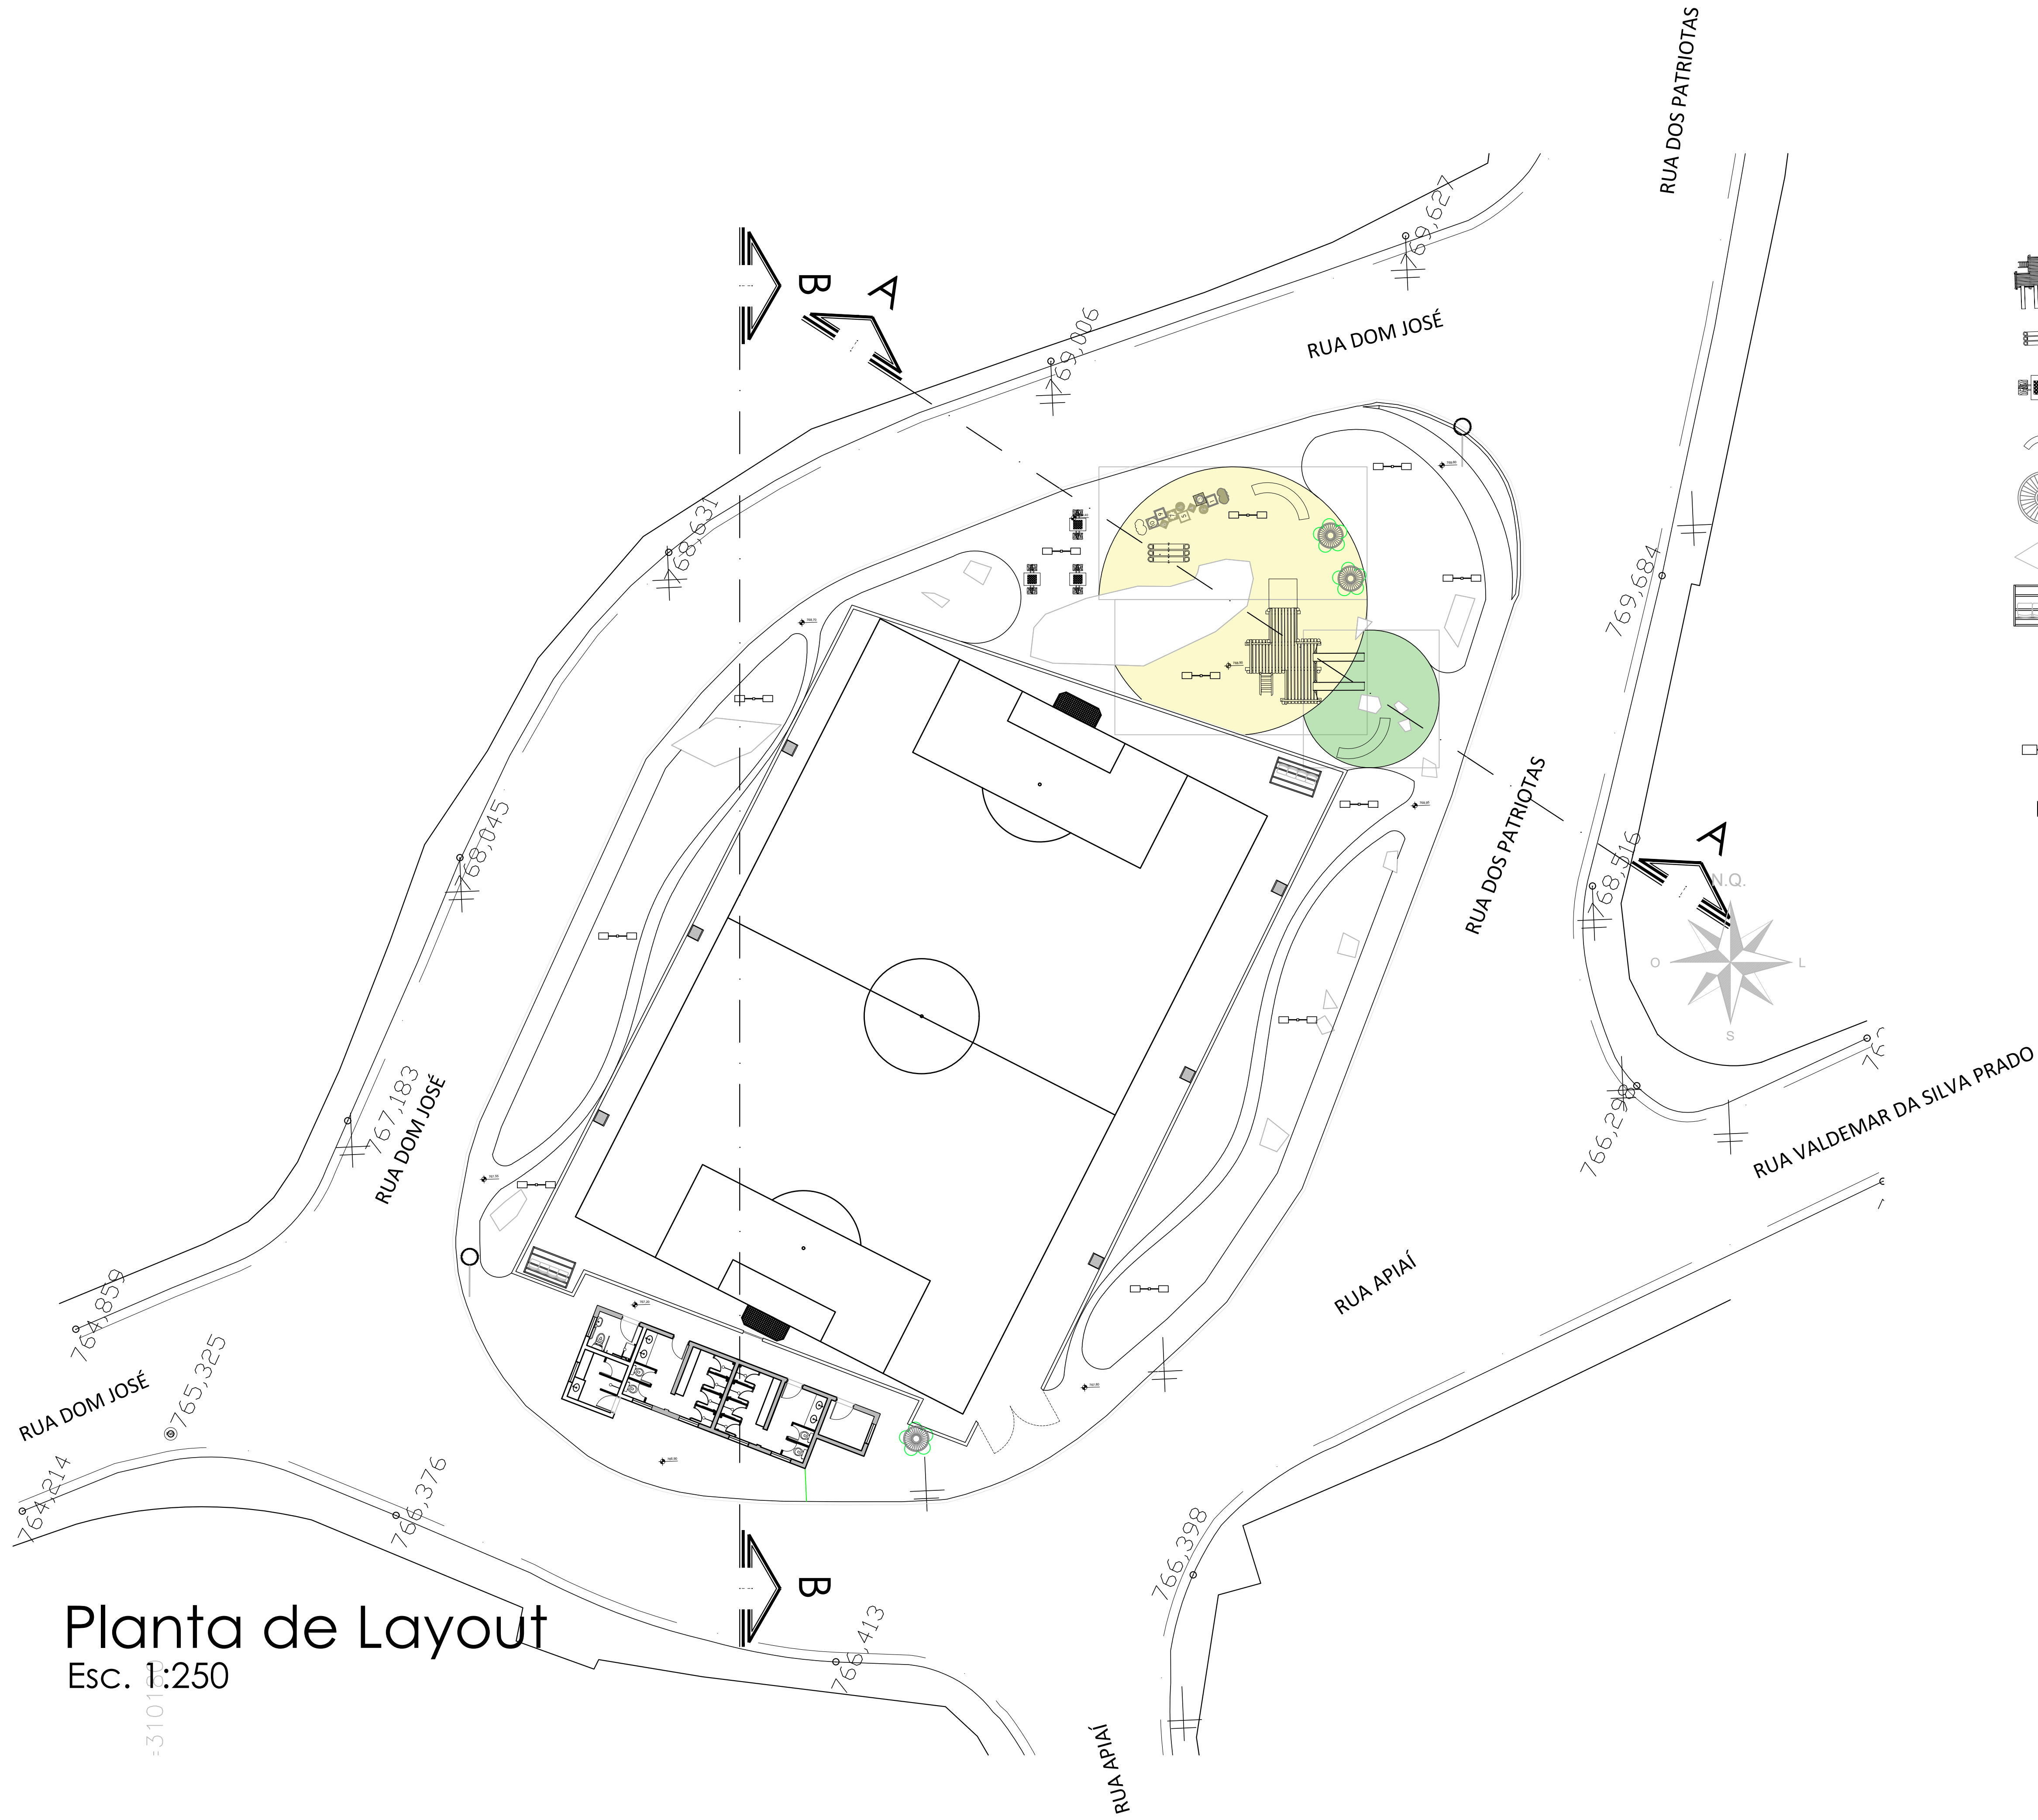 RUA DOS PATRIOTAS
769,627
B
A
769,006
RUA DOM JOSÉ
768,631
769,684
RUA DOS PATRIOTAS
768,045
768,316
A
N.Q.
O
L
S
767,183
RUA DOM JOSÉ
766,29
RUA VALDEMAR DA SILVA PRADO
RUA APIAÍ
764,859
765,325
RUA DOM JOSÉ
764,214
766,376
766,398
B
766,413
Planta de Layout
Esc. 1:250
RUA APIAÍ